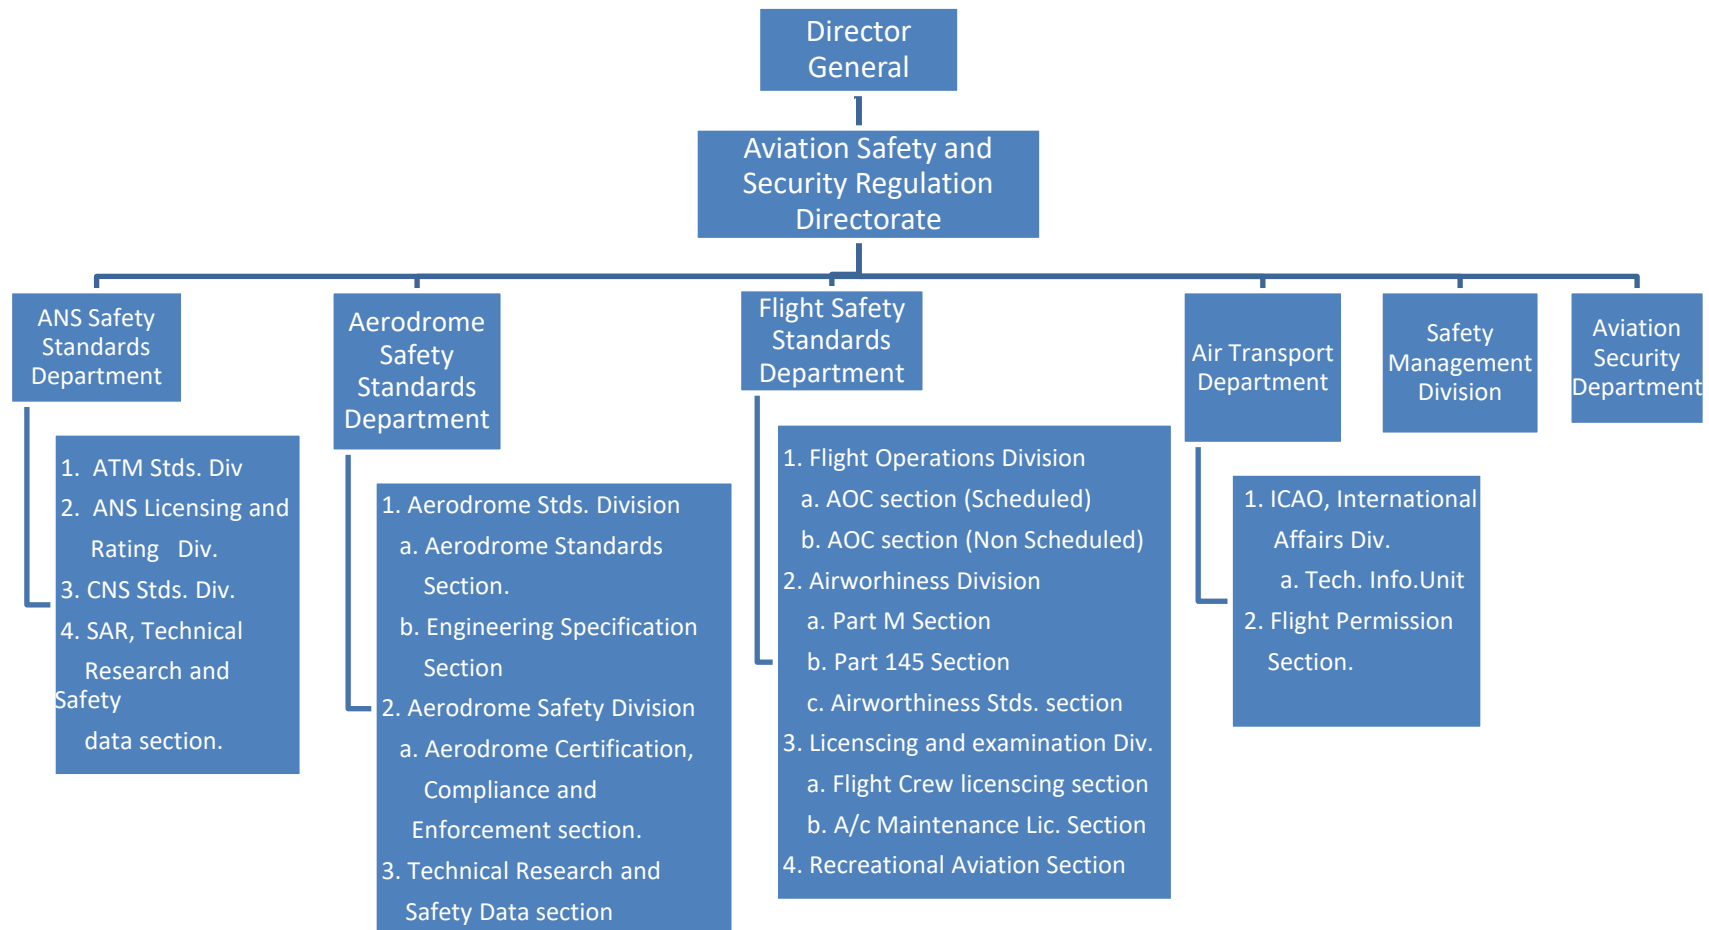 Director
General
Aviation Safety and
Security Regulation
Directorate
ANS Safety
Standards
Department
Aerodrome
Safety
Standards
Department
Flight Safety
Standards
Department
Air Transport
Department
Safety
Management
Division
Aviation
Security
Department
1. ATM Stds. Div
2. ANS Licensing and
Rating Div.
3. CNS Stds. Div.
4. SAR, Technical
Research and
Safety
data section.
1. Aerodrome Stds. Division
a. Aerodrome Standards
Section.
b. Engineering Specification
Section
2. Aerodrome Safety Division
a. Aerodrome Certification,
Compliance and
Enforcement section.
3. Technical Research and
Safety Data section
1. Flight Operations Division
a. AOC section (Scheduled)
b. AOC section (Non Scheduled)
2. Airworhiness Division
a. Part M Section
b. Part 145 Section
c. Airworthiness Stds. section
3. Licenscing and examination Div.
a. Flight Crew licenscing section
b. A/c Maintenance Lic. Section
4. Recreational Aviation Section
1. ICAO, International
Affairs Div.
a. Tech. Info.Unit
2. Flight Permission
Section.